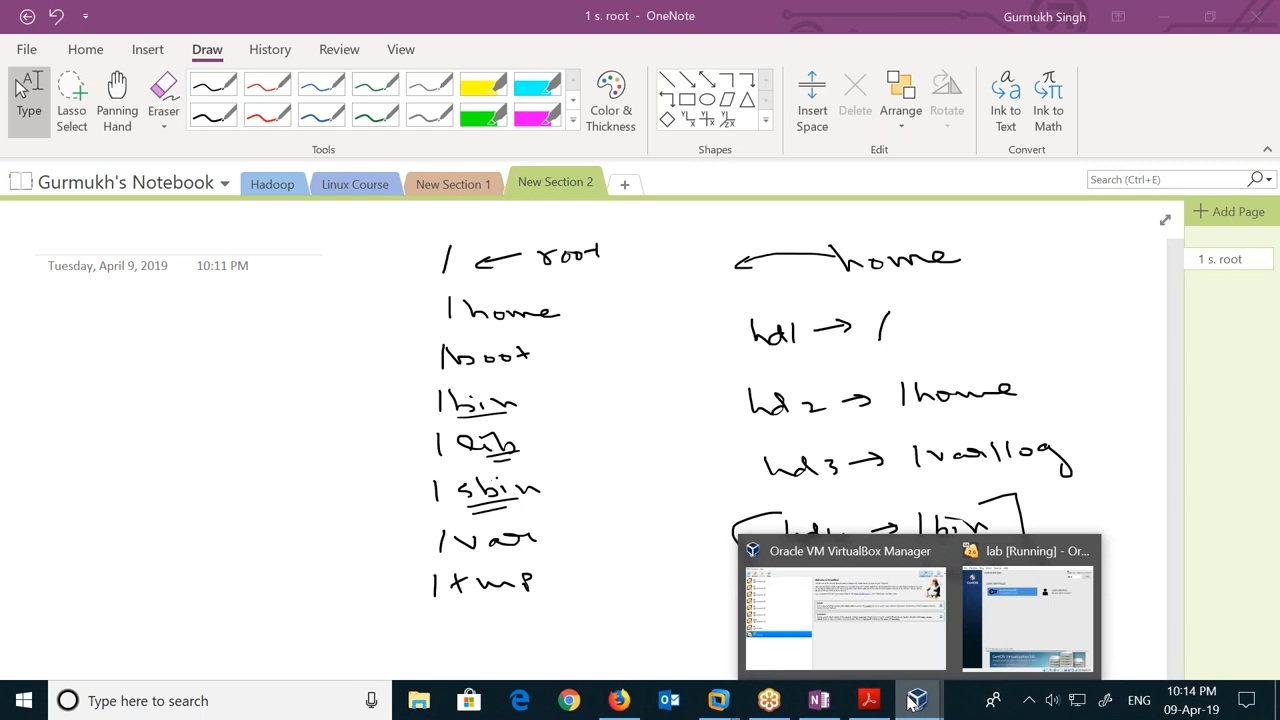 1 s. root - OneNote
Gurmukh Singh
File Home Insert Draw History Review View
Type
Lasso Select
Panning Hand
Eraser
Color & Thickness
Insert Space
Delete
Arrange
Rotate
Ink to Text
Ink to Math
Tools
Shapes
Edit
Convert
Gurmukh's Notebook
Hadoop
Linux Course
New Section 1
New Section 2
Search (Ctrl+E)
Add Page
1 s. root
Tuesday, April 9, 2019 10:11 PM
/ ← root
/home
/boot
/bin
/lib
/sbin
/var
/tmp
← home
hd1 → /
hd2 → /home
hd3 → /var/log
→ /bin
Oracle VM VirtualBox Manager
lab [Running] - Or...
Type here to search
ENG
10:14 PM
09-Apr-19